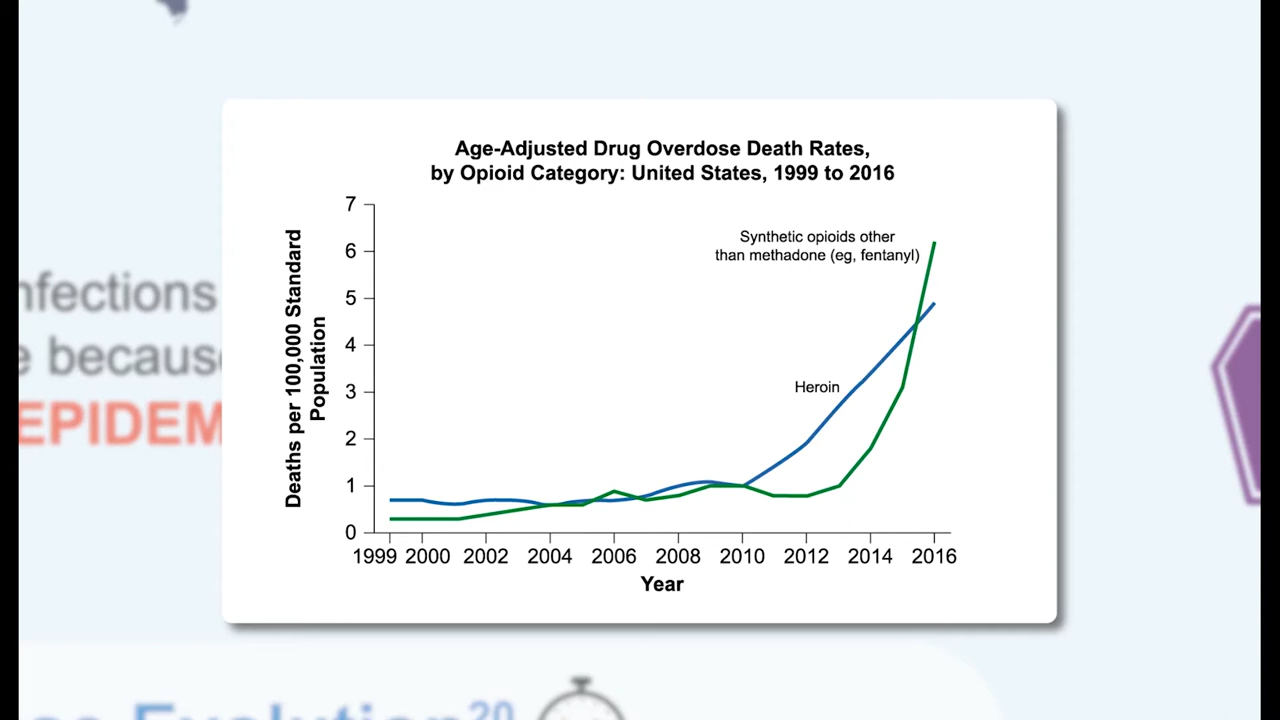 Age-Adjusted Drug Overdose Death Rates,
by Opioid Category: United States, 1999 to 2016
Deaths per 100,000 Standard
Population
7
6
5
4
3
2
1
0
Synthetic opioids other
than methadone (eg, fentanyl)
Heroin
1999 2000 2002 2004 2006 2008 2010 2012 2014 2016
Year
nfections
e because
EPIDEM
Evolution20